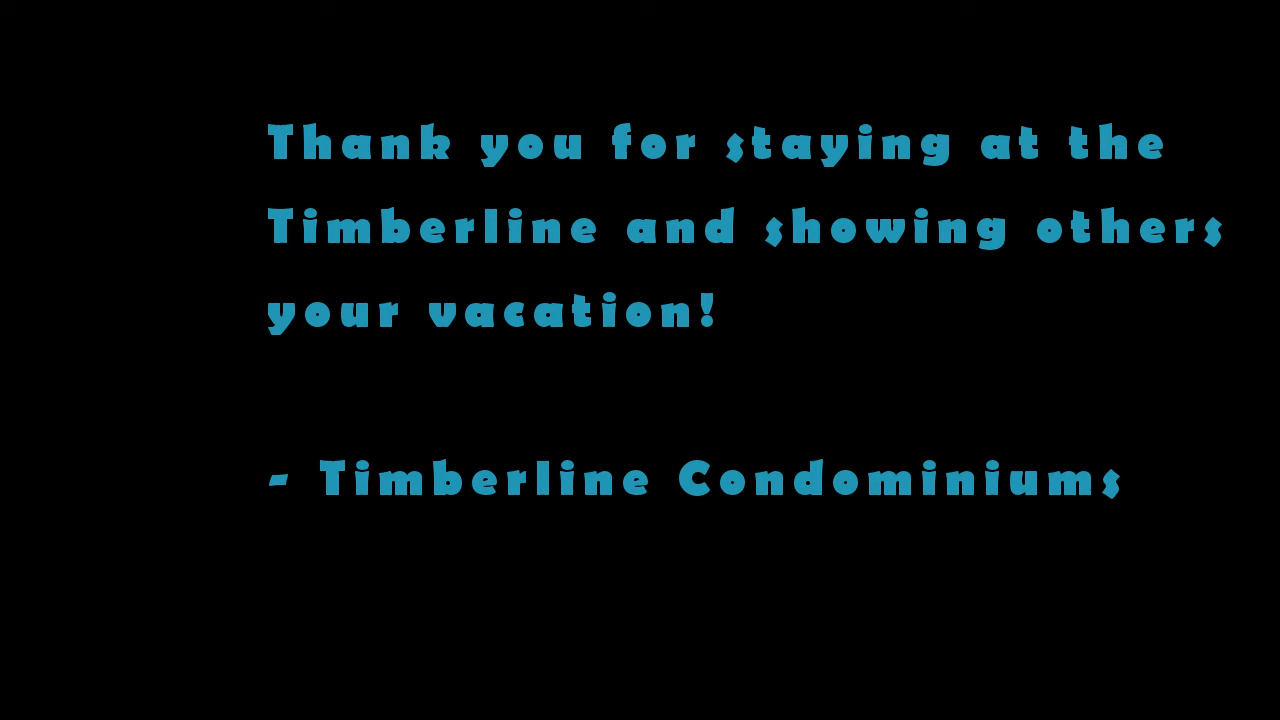 Thank you for staying at the
Timberline and showing others
your vacation!
- Timberline Condominiums